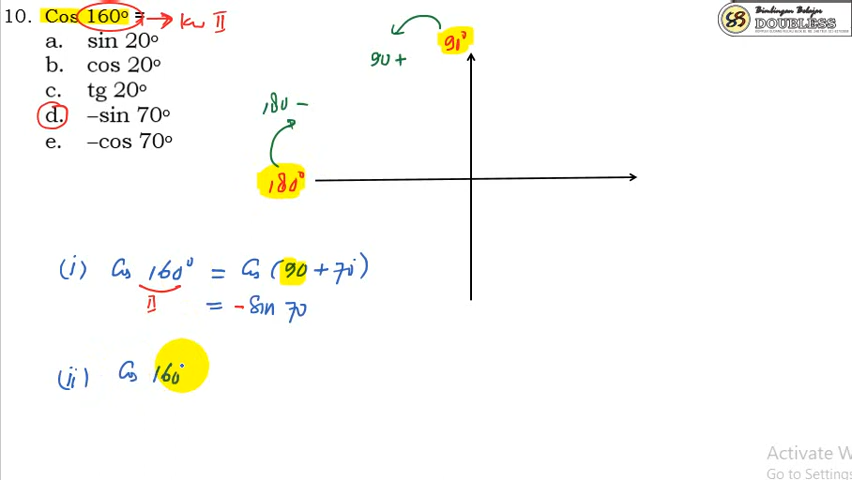 10. Cos 160° = → kw II
a. sin 20°
b. cos 20°
c. tg 20°
d. –sin 70°
e. –cos 70°
90°
90 +
180 –
180°
(i) Cos 160° = Cos (90 + 70°)
II
= - Sin 70
(ii) Cos 160°
Bimbingan Belajar
DOUBLESS
Activate W
Go to Settings